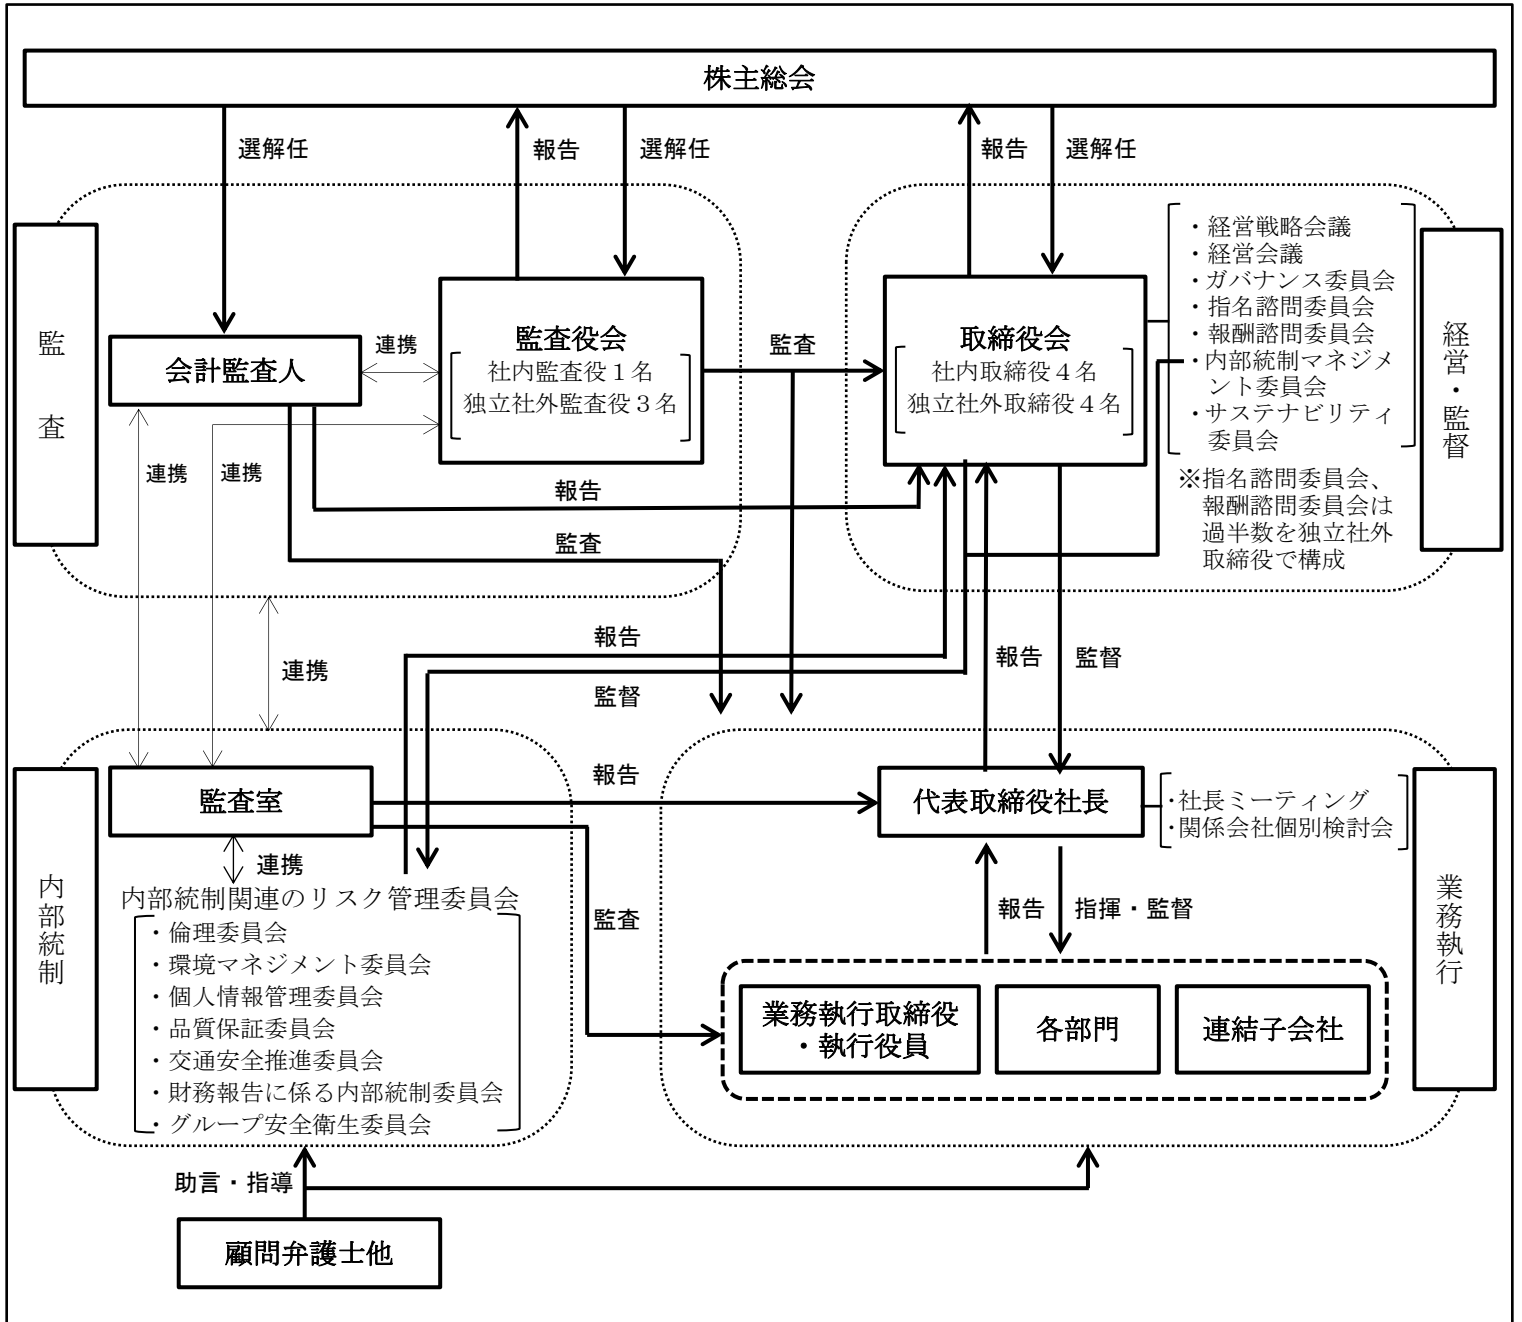 株主総会
選解任
報告
選解任
報告
選解任
監査
会計監査人
連携
監査役会
社内監査役１名
独立社外監査役３名
監査
取締役会
社内取締役４名
独立社外取締役４名
・経営戦略会議
・経営会議
・ガバナンス委員会
・指名諮問委員会
・報酬諮問委員会
・内部統制マネジメ
ント委員会
・サステナビリティ
委員会
※指名諮問委員会、
報酬諮問委員会は
過半数を独立社外
取締役で構成
経営・監督
連携
連携
報告
監査
連携
報告
監督
報告
監督
内部統制
監査室
連携
内部統制関連のリスク管理委員会
・倫理委員会
・環境マネジメント委員会
・個人情報管理委員会
・品質保証委員会
・交通安全推進委員会
・財務報告に係る内部統制委員会
・グループ安全衛生委員会
報告
監査
代表取締役社長
・社長ミーティング
・関係会社個別検討会
報告
指揮・監督
業務執行取締役
・執行役員
各部門
連結子会社
業務執行
助言・指導
顧問弁護士他